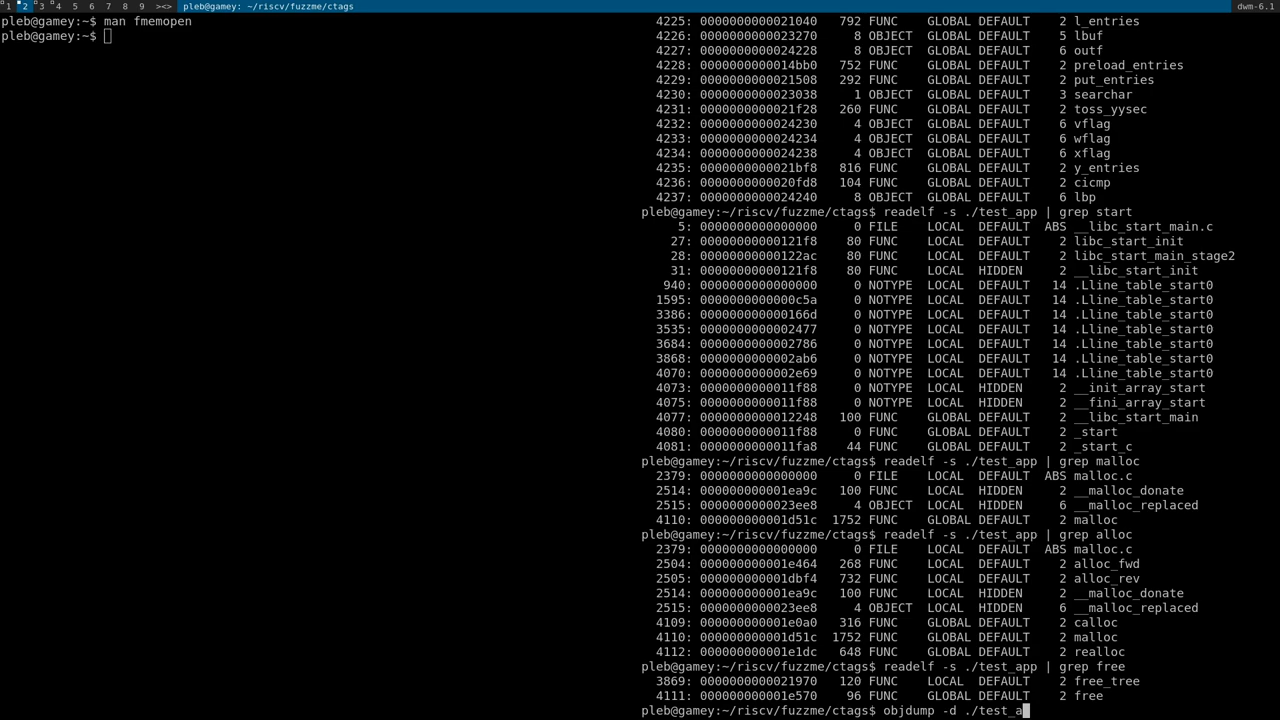 1 2 3 4 5 6 7 8 9 ><> pleb@gamey: ~/riscv/fuzzme/ctags dwm-6.1
pleb@gamey:~$ man fmemopen
pleb@gamey:~$
4225: 0000000000021040 792 FUNC GLOBAL DEFAULT 2 l_entries
4226: 0000000000023270 8 OBJECT GLOBAL DEFAULT 5 lbuf
4227: 0000000000024228 8 OBJECT GLOBAL DEFAULT 6 outf
4228: 0000000000014bb0 752 FUNC GLOBAL DEFAULT 2 preload_entries
4229: 0000000000021508 292 FUNC GLOBAL DEFAULT 2 put_entries
4230: 0000000000023038 1 OBJECT GLOBAL DEFAULT 3 searchar
4231: 0000000000021f28 260 FUNC GLOBAL DEFAULT 2 toss_yysec
4232: 0000000000024230 4 OBJECT GLOBAL DEFAULT 6 vflag
4233: 0000000000024234 4 OBJECT GLOBAL DEFAULT 6 wflag
4234: 0000000000024238 4 OBJECT GLOBAL DEFAULT 6 xflag
4235: 0000000000021bf8 816 FUNC GLOBAL DEFAULT 2 y_entries
4236: 0000000000020fd8 104 FUNC GLOBAL DEFAULT 2 cicmp
4237: 0000000000024240 8 OBJECT GLOBAL DEFAULT 6 lbp
pleb@gamey:~/riscv/fuzzme/ctags$ readelf -s ./test_app | grep start
5: 0000000000000000 0 FILE LOCAL DEFAULT ABS __libc_start_main.c
27: 00000000000121f8 80 FUNC LOCAL DEFAULT 2 libc_start_init
28: 00000000000122ac 80 FUNC LOCAL DEFAULT 2 libc_start_main_stage2
31: 00000000000121f8 80 FUNC LOCAL HIDDEN 2 __libc_start_init
940: 0000000000000000 0 NOTYPE LOCAL DEFAULT 14 .Lline_table_start0
1595: 0000000000000c5a 0 NOTYPE LOCAL DEFAULT 14 .Lline_table_start0
3386: 000000000000166d 0 NOTYPE LOCAL DEFAULT 14 .Lline_table_start0
3535: 0000000000002477 0 NOTYPE LOCAL DEFAULT 14 .Lline_table_start0
3684: 0000000000002786 0 NOTYPE LOCAL DEFAULT 14 .Lline_table_start0
3868: 0000000000002ab6 0 NOTYPE LOCAL DEFAULT 14 .Lline_table_start0
4070: 0000000000002e69 0 NOTYPE LOCAL DEFAULT 14 .Lline_table_start0
4073: 0000000000011f88 0 NOTYPE LOCAL HIDDEN 2 __init_array_start
4075: 0000000000011f88 0 NOTYPE LOCAL HIDDEN 2 __fini_array_start
4077: 0000000000012248 100 FUNC GLOBAL DEFAULT 2 __libc_start_main
4080: 0000000000011f88 0 FUNC GLOBAL DEFAULT 2 _start
4081: 0000000000011fa8 44 FUNC GLOBAL DEFAULT 2 _start_c
pleb@gamey:~/riscv/fuzzme/ctags$ readelf -s ./test_app | grep malloc
2379: 0000000000000000 0 FILE LOCAL DEFAULT ABS malloc.c
2514: 000000000001ea9c 100 FUNC LOCAL HIDDEN 2 __malloc_donate
2515: 0000000000023ee8 4 OBJECT LOCAL HIDDEN 6 __malloc_replaced
4110: 000000000001d51c 1752 FUNC GLOBAL DEFAULT 2 malloc
pleb@gamey:~/riscv/fuzzme/ctags$ readelf -s ./test_app | grep alloc
2379: 0000000000000000 0 FILE LOCAL DEFAULT ABS malloc.c
2504: 000000000001e464 268 FUNC LOCAL DEFAULT 2 alloc_fwd
2505: 000000000001dbf4 732 FUNC LOCAL DEFAULT 2 alloc_rev
2514: 000000000001ea9c 100 FUNC LOCAL HIDDEN 2 __malloc_donate
2515: 0000000000023ee8 4 OBJECT LOCAL HIDDEN 6 __malloc_replaced
4109: 000000000001e0a0 316 FUNC GLOBAL DEFAULT 2 calloc
4110: 000000000001d51c 1752 FUNC GLOBAL DEFAULT 2 malloc
4112: 000000000001e1dc 648 FUNC GLOBAL DEFAULT 2 realloc
pleb@gamey:~/riscv/fuzzme/ctags$ readelf -s ./test_app | grep free
3869: 0000000000021970 120 FUNC LOCAL DEFAULT 2 free_tree
4111: 000000000001e570 96 FUNC GLOBAL DEFAULT 2 free
pleb@gamey:~/riscv/fuzzme/ctags$ objdump -d ./test_a